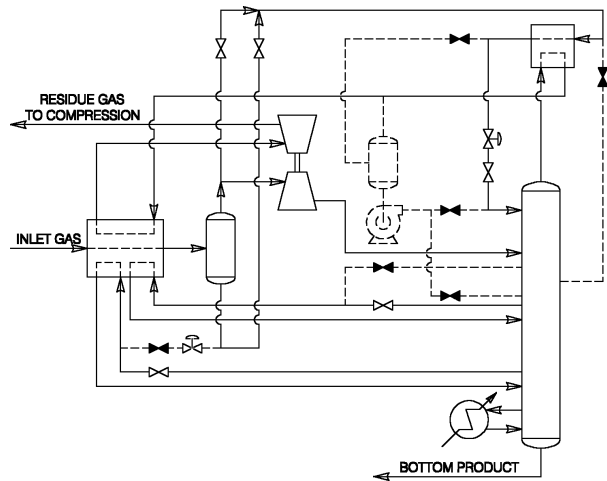 RESIDUE GAS
TO COMPRESSION
INLET GAS
BOTTOM PRODUCT